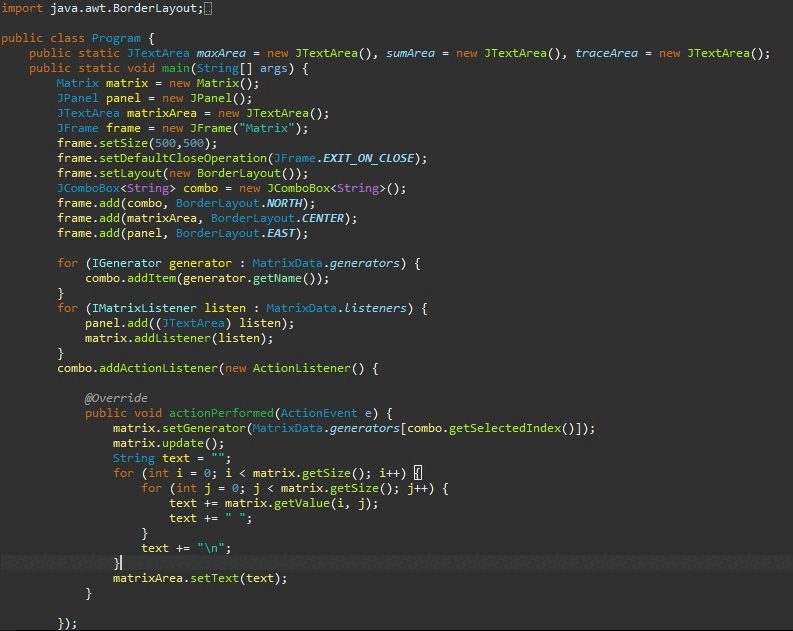 import java.awt.BorderLayout;
public class Program {
    public static JTextArea maxArea = new JTextArea(), sumArea = new JTextArea(), traceArea = new JTextArea();
    public static void main(String[] args) {
        Matrix matrix = new Matrix();
        JPanel panel = new JPanel();
        JTextArea matrixArea = new JTextArea();
        JFrame frame = new JFrame("Matrix");
        frame.setSize(500,500);
        frame.setDefaultCloseOperation(JFrame.EXIT_ON_CLOSE);
        frame.setLayout(new BorderLayout());
        JComboBox<String> combo = new JComboBox<String>();
        frame.add(combo, BorderLayout.NORTH);
        frame.add(matrixArea, BorderLayout.CENTER);
        frame.add(panel, BorderLayout.EAST);
        for (IGenerator generator : MatrixData.generators) {
            combo.addItem(generator.getName());
        }
        for (IMatrixListener listen : MatrixData.listeners) {
            panel.add((JTextArea) listen);
            matrix.addListener(listen);
        }
        combo.addActionListener(new ActionListener() {
            @Override
            public void actionPerformed(ActionEvent e) {
                matrix.setGenerator(MatrixData.generators[combo.getSelectedIndex()]);
                matrix.update();
                String text = "";
                for (int i = 0; i < matrix.getSize(); i++) {
                    for (int j = 0; j < matrix.getSize(); j++) {
                        text += matrix.getValue(i, j);
                        text += " ";
                    }
                    text += "\n";
                }
                matrixArea.setText(text);
            }
        });